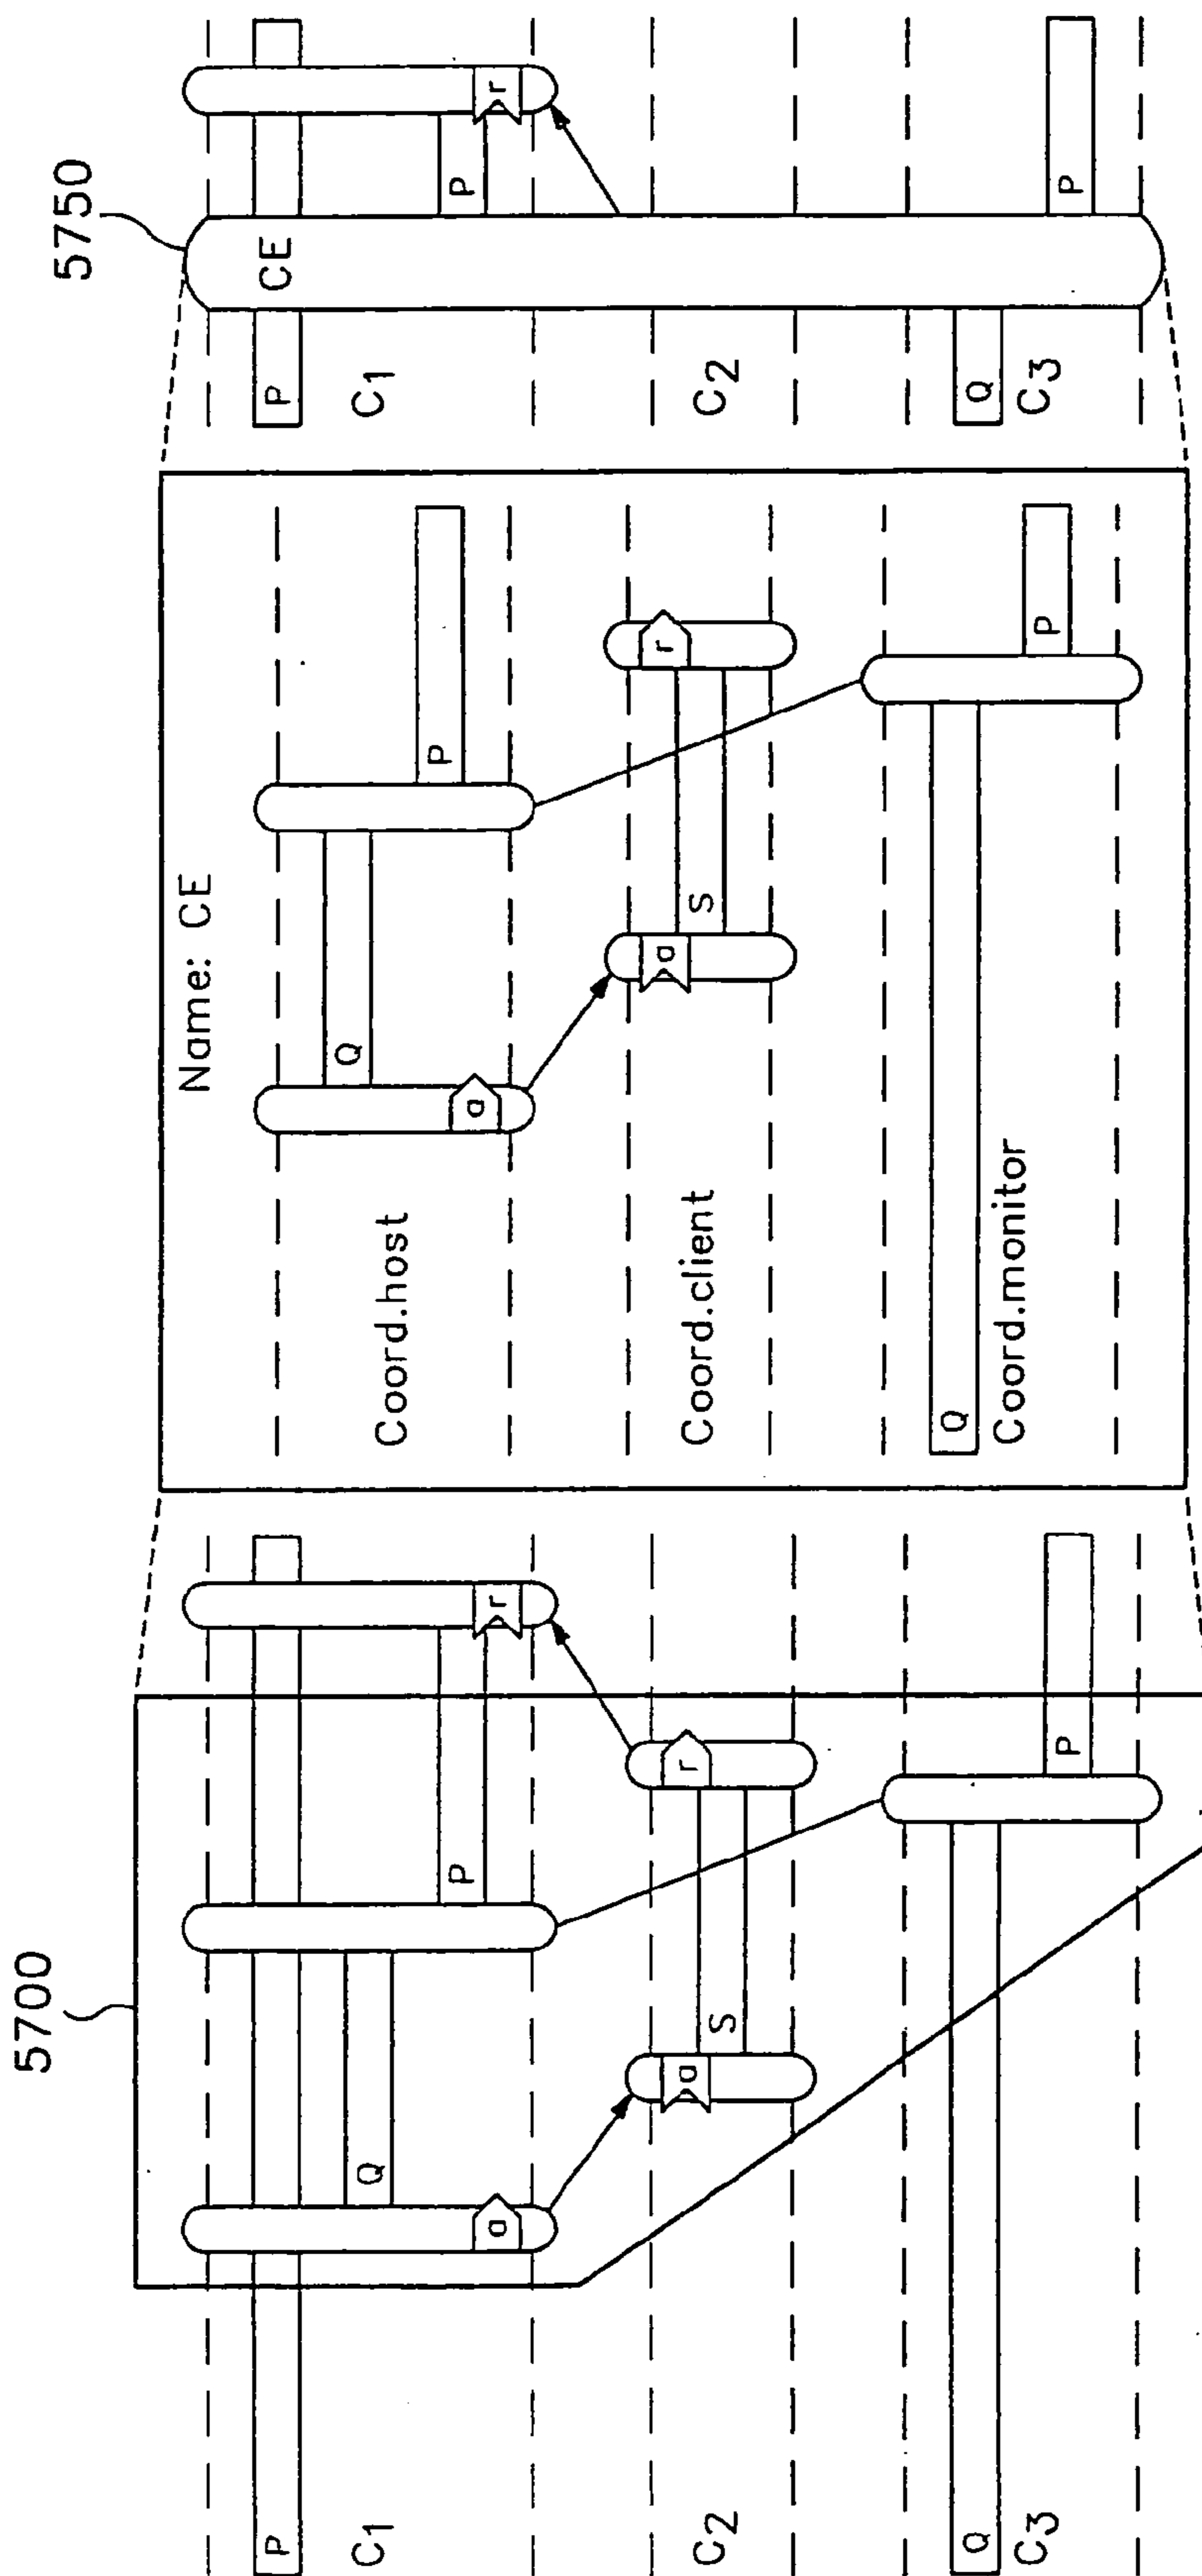 5700
P
C1
Q
P
a
r
a
r
S
C2
Q
C3
P
Name: CE
Q
Coord.host
P
a
a
r
Coord.client
S
Q
Coord.monitor
P
5750
P
CE
C1
P
r
C2
Q
C3
P